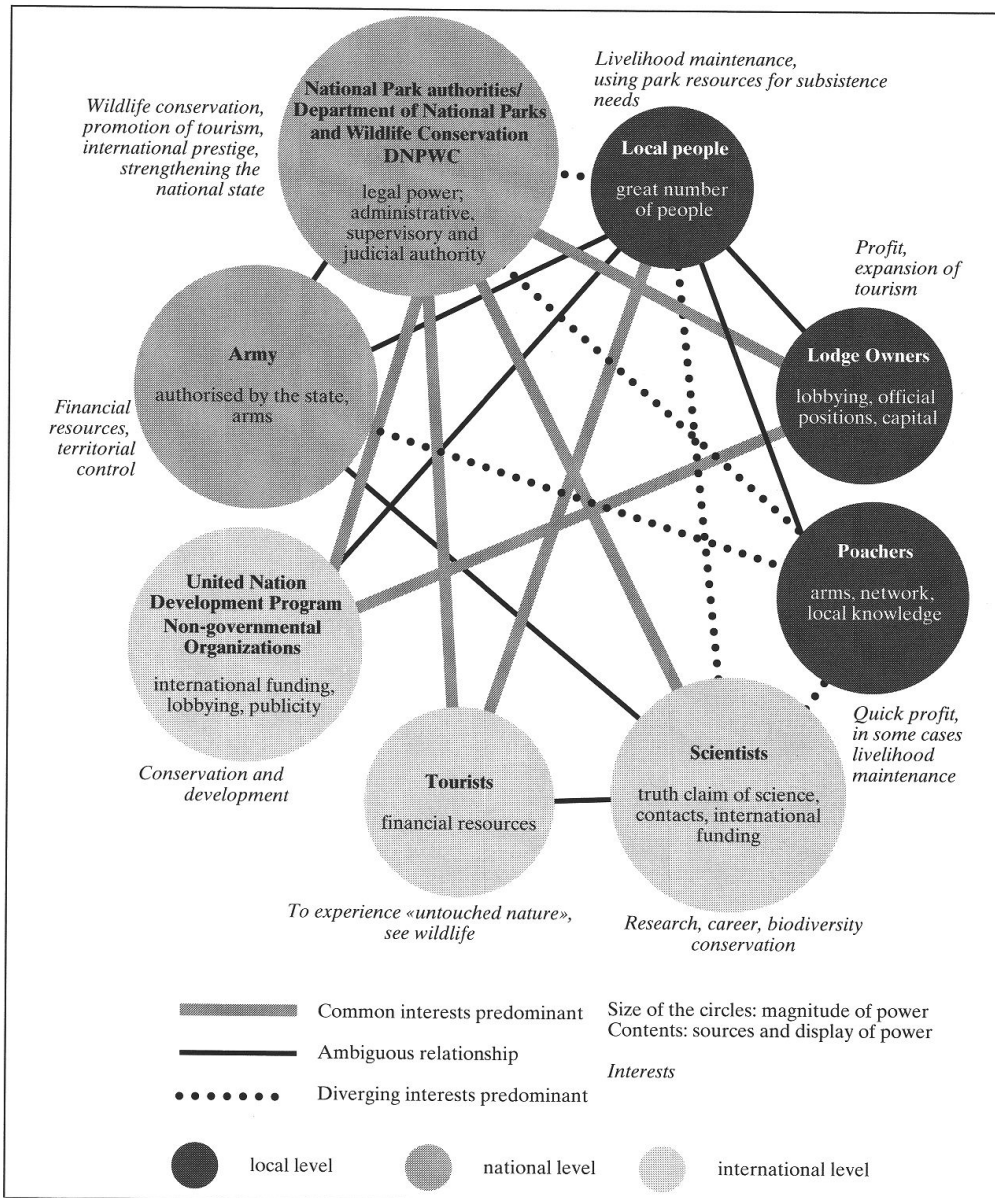 Wildlife conservation,
promotion of tourism,
international prestige,
strengthening the
national state
National Park authorities/
Department of National Parks
and Wildlife Conservation
DNPWC
legal power;
administrative,
supervisory and
judicial authority
Livelihood maintenance,
using park resources for subsistence
needs
Local people
great number
of people
Profit,
expansion of
tourism
Lodge Owners
lobbying, official
positions, capital
Army
authorised by the state,
arms
Financial
resources,
territorial
control
Poachers
arms, network,
local knowledge
Quick profit,
in some cases
livelihood
maintenance
United Nation
Development Program
Non-governmental
Organizations
international funding,
lobbying, publicity
Conservation and
development
Tourists
financial resources
To experience «untouched nature»,
see wildlife
Scientists
truth claim of science,
contacts, international
funding
Research, career, biodiversity
conservation
Common interests predominant
Ambiguous relationship
Diverging interests predominant
Size of the circles: magnitude of power
Contents: sources and display of power
Interests
local level
national level
international level